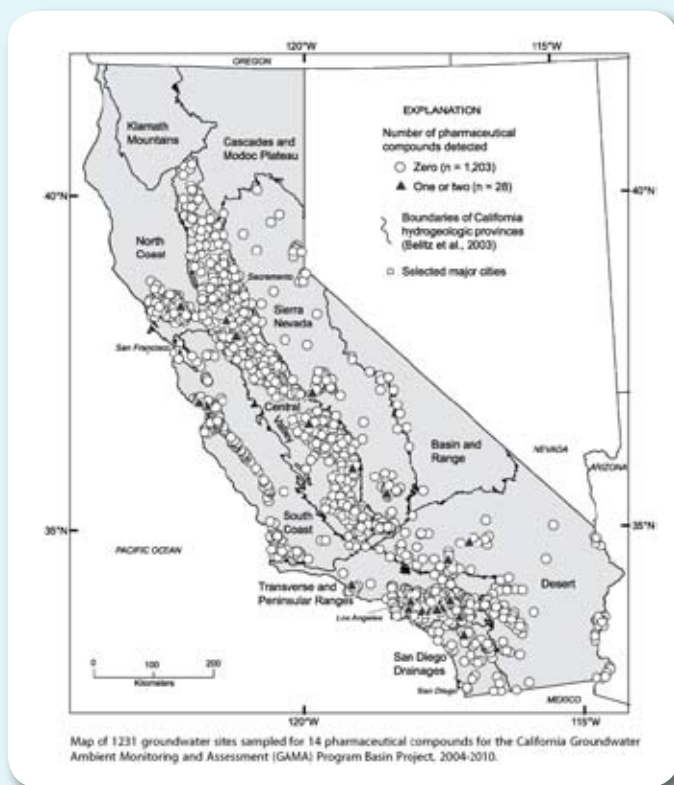 120°W
115°W
OREGON
EXPLANATION
Number of pharmaceutical
compounds detected
Zero (n = 1,203)
One or two (n = 28)
Boundaries of California
hydrogeologic provinces
(Belitz et al., 2003)
Selected major cities
Klamath
Mountains
Cascades and
Modoc Plateau
40°N
40°N
North
Coast
Sacramento
Sierra
Nevada
San Francisco
Central
Valley
Basin and
Range
NEVADA
ARIZONA
35°N
35°N
South
Coast
PACIFIC OCEAN
Transverse and
Peninsular Ranges
Desert
Los Angeles
San Diego
Drainages
San Diego
MEXICO
0 100 200
Kilometers
120°W
115°W
Map of 1231 groundwater sites sampled for 14 pharmaceutical compounds for the California Groundwater
Ambient Monitoring and Assessment (GAMA) Program Basin Project, 2004-2010.